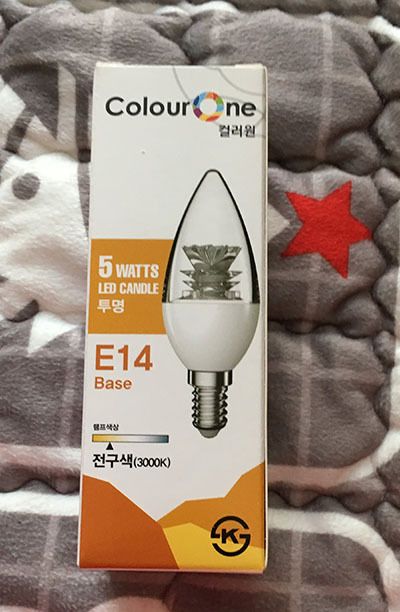 ColourOne
컬러원
5 WATTS
LED CANDLE
투명
E14
Base
램프색상
전구색(3000K)
KS